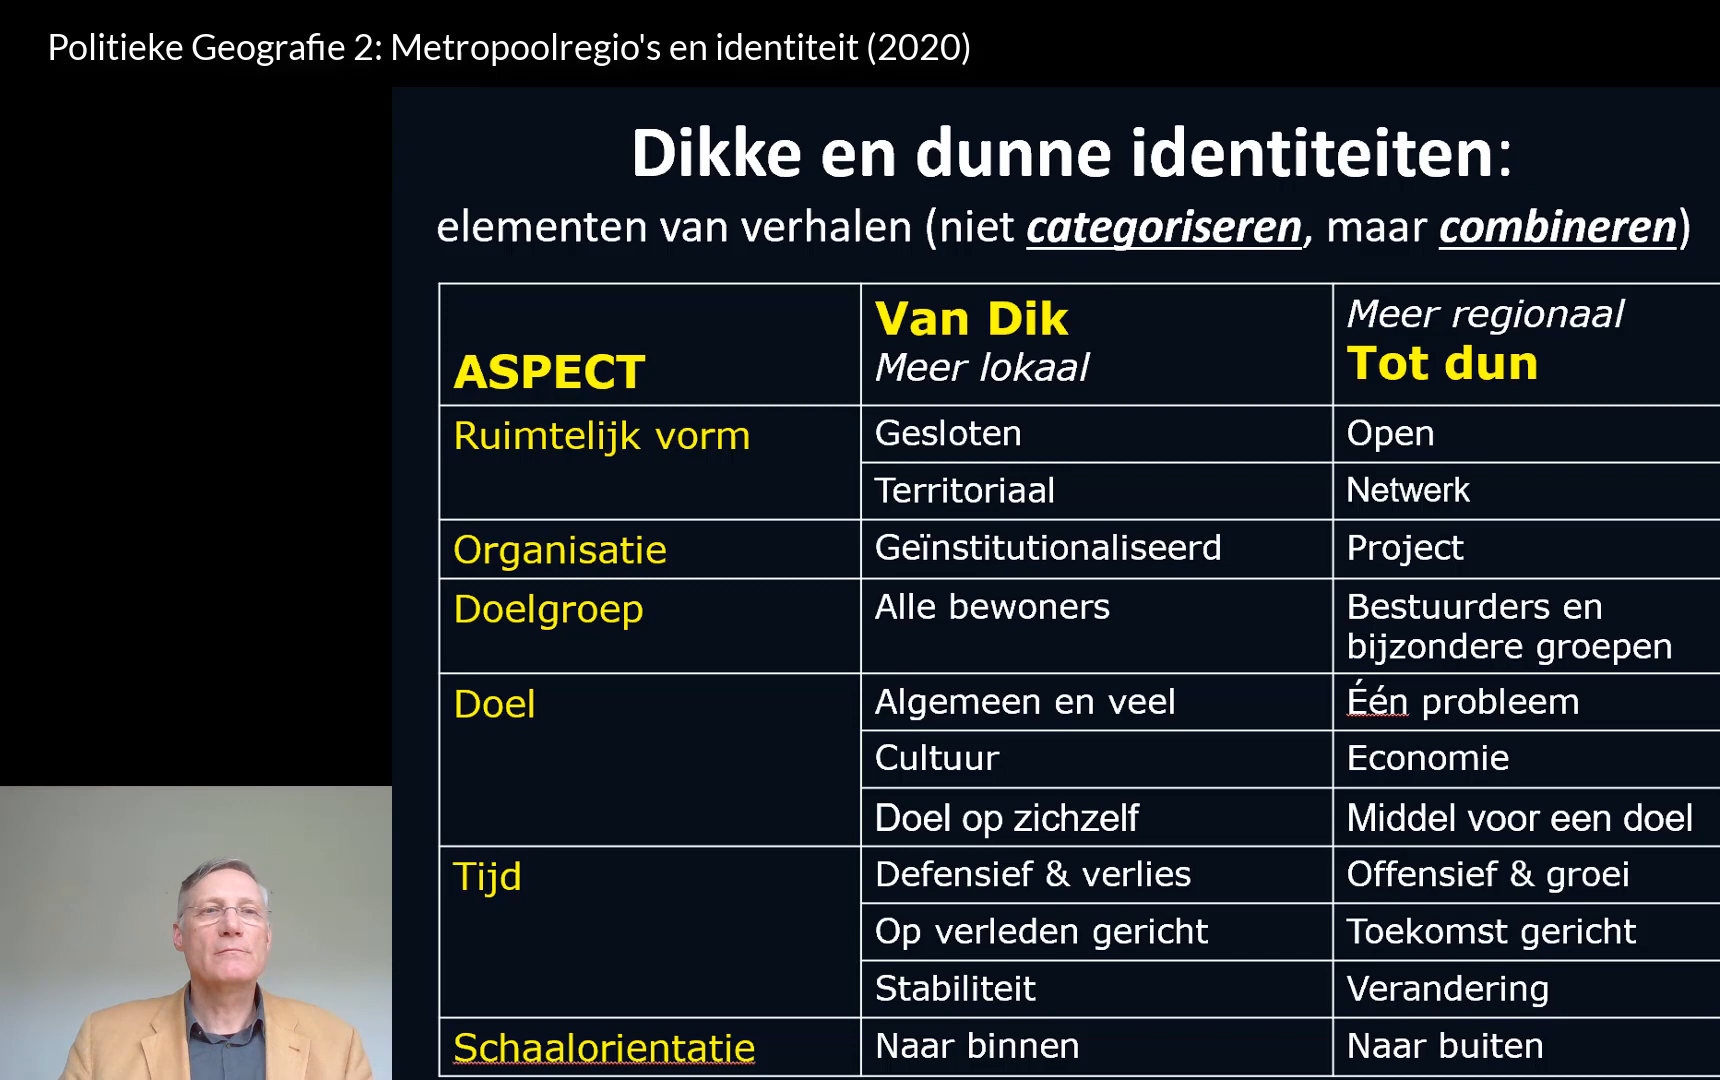 Politieke Geografie 2: Metropoolregio's en identiteit (2020)
Dikke en dunne identiteiten:
elementen van verhalen (niet categoriseren, maar combineren)
ASPECT
Van Dik
Meer lokaal
Meer regionaal
Tot dun
Ruimtelijk vorm
Gesloten
Open
Territoriaal
Netwerk
Organisatie
Geïnstitutionaliseerd
Project
Doelgroep
Alle bewoners
Bestuurders en
bijzondere groepen
Doel
Algemeen en veel
Één probleem
Cultuur
Economie
Doel op zichzelf
Middel voor een doel
Tijd
Defensief & verlies
Offensief & groei
Op verleden gericht
Toekomst gericht
Stabiliteit
Verandering
Schaalorientatie
Naar binnen
Naar buiten